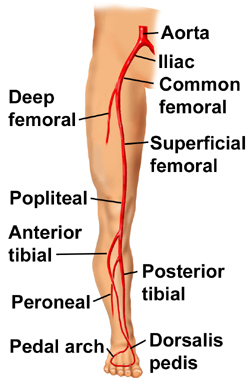 Aorta
Iliac
Common
femoral
Deep
femoral
Superficial
femoral
Popliteal
Anterior
tibial
Posterior
tibial
Peroneal
Pedal arch
Dorsalis
pedis